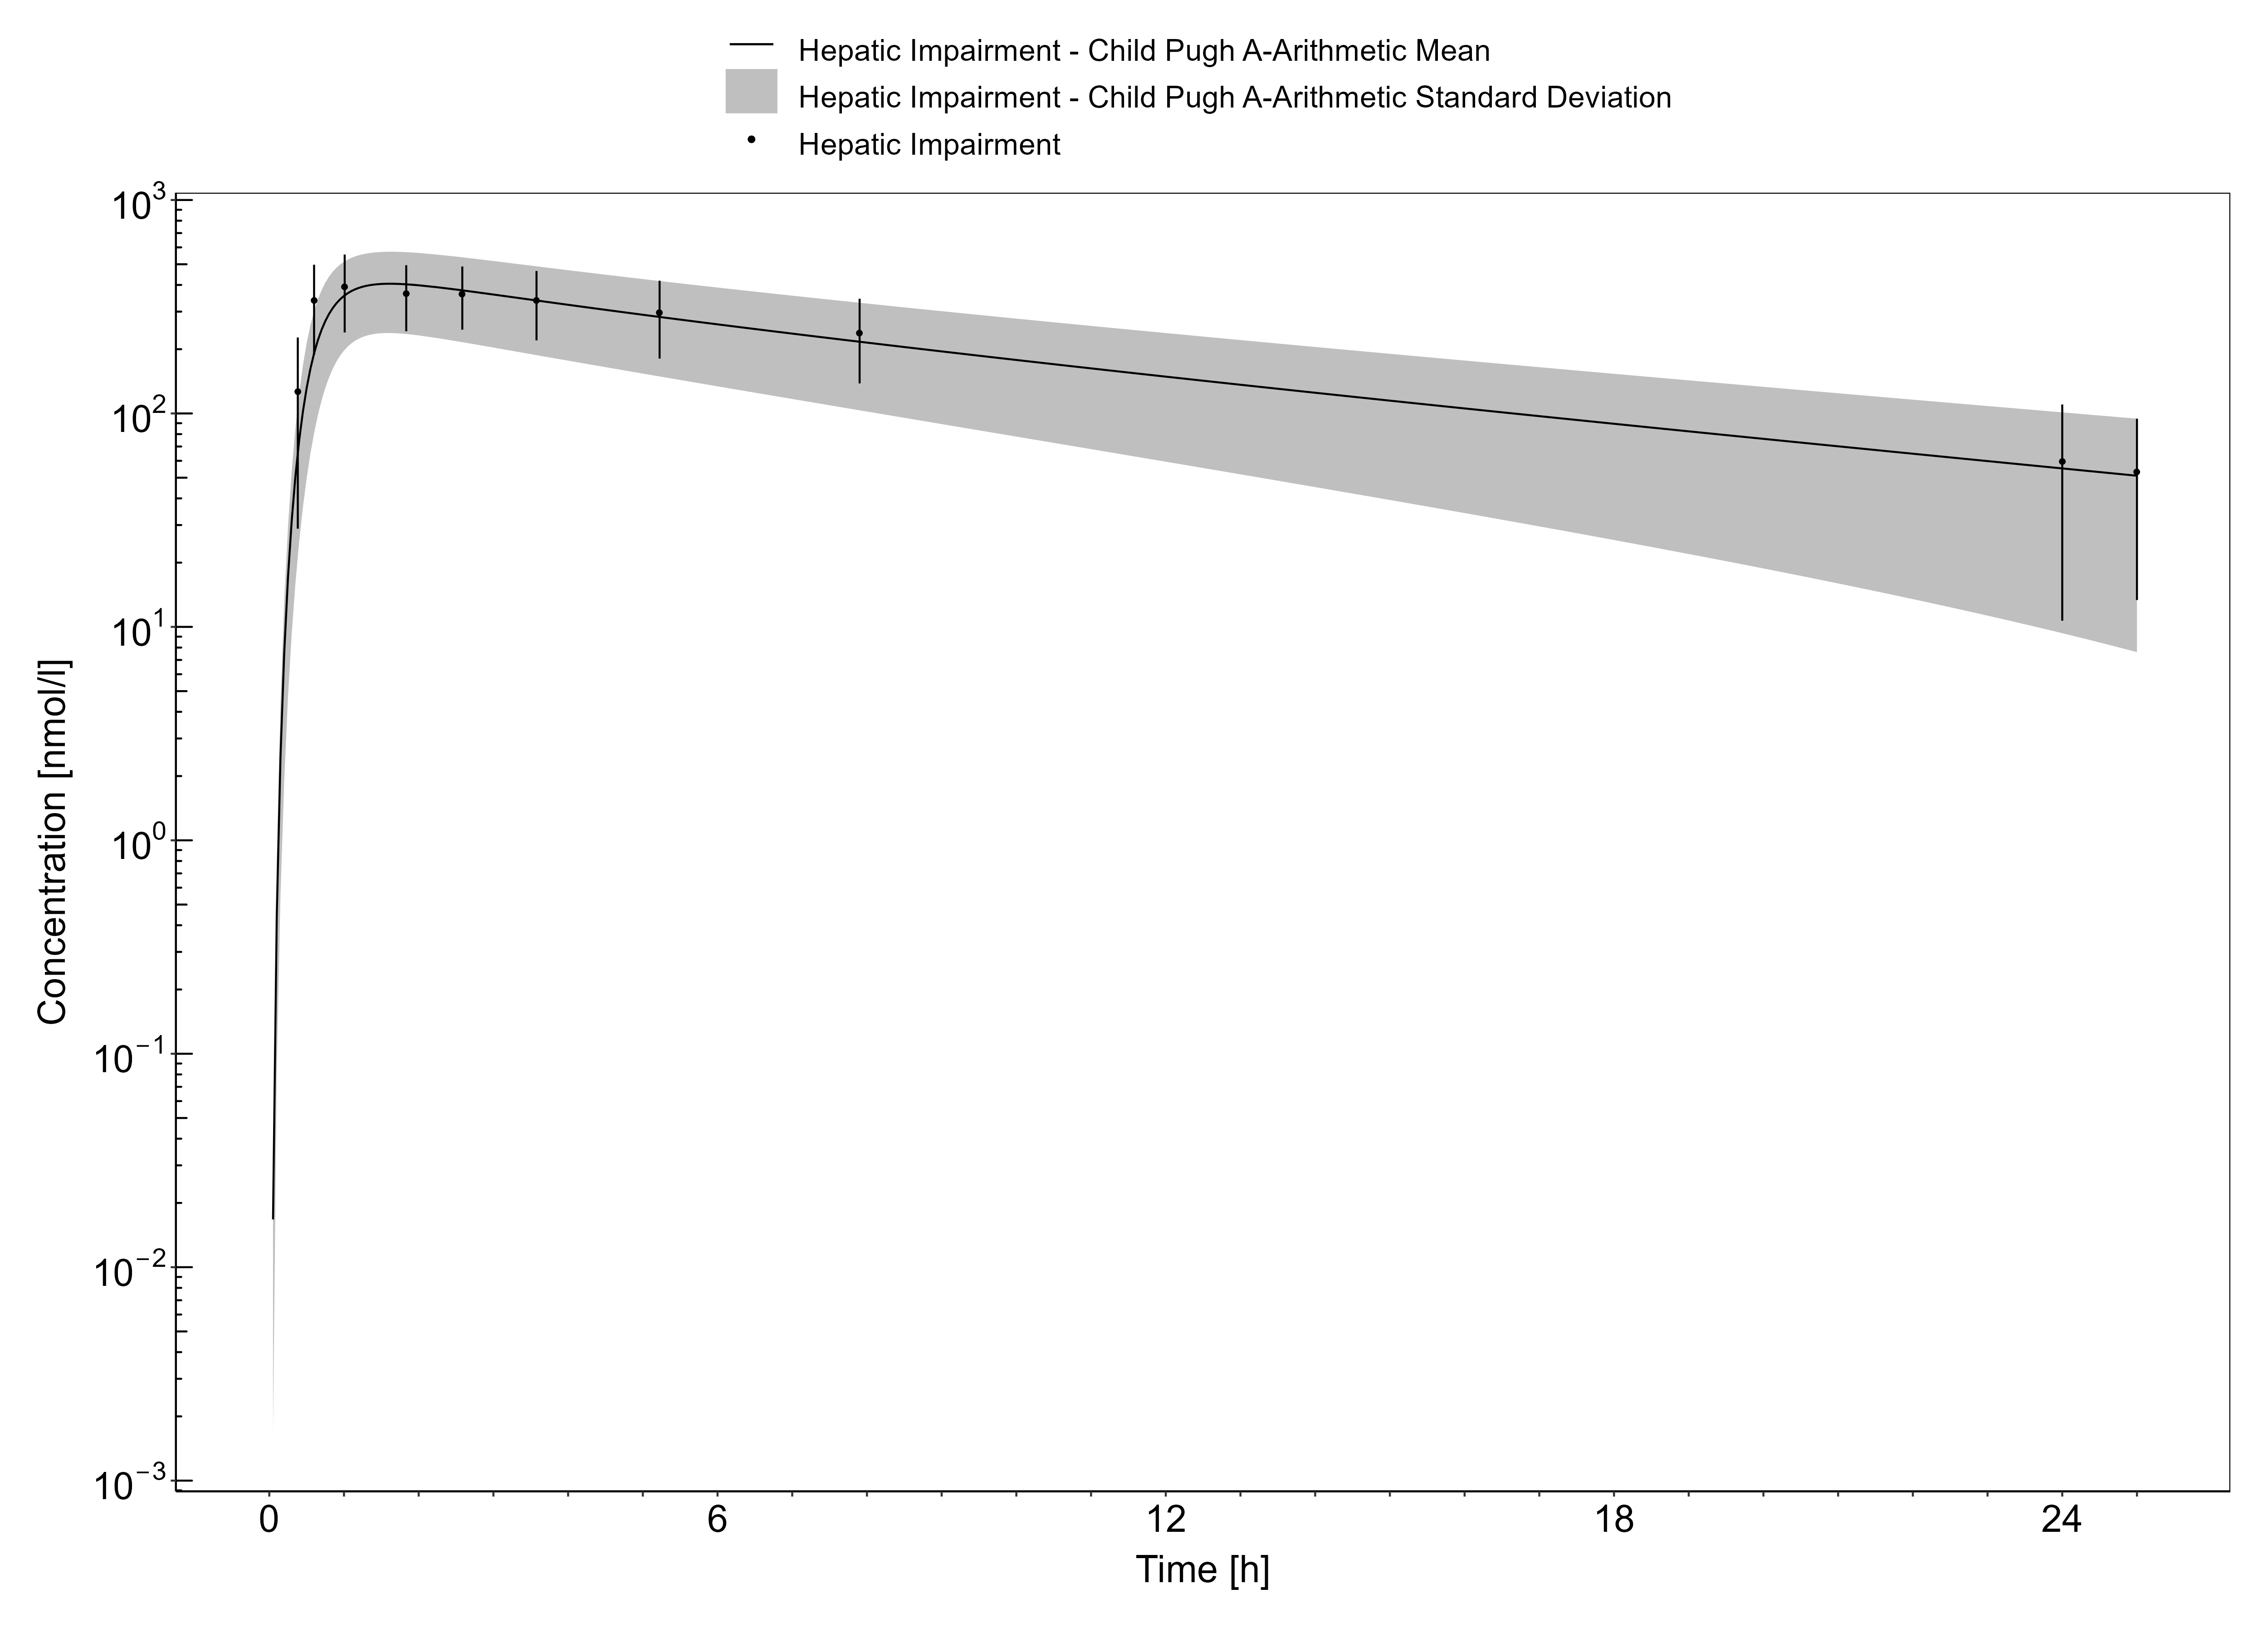 Hepatic Impairment - Child Pugh A-Arithmetic Mean
Hepatic Impairment - Child Pugh A-Arithmetic Standard Deviation
Hepatic Impairment
10³
10²
10¹
10⁰
10⁻¹
10⁻²
10⁻³
Concentration [nmol/l]
0 6 12 18 24
Time [h]